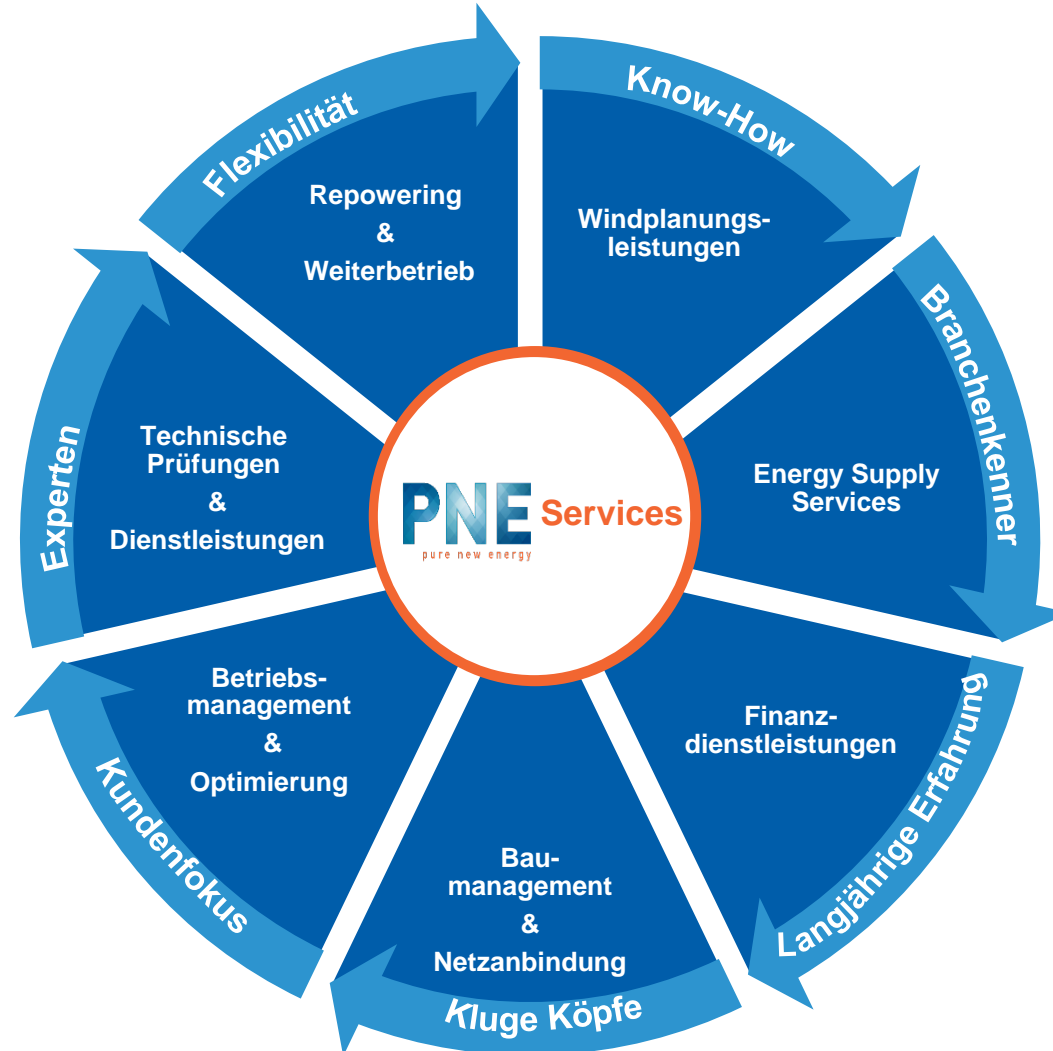 Know-How
Windplanungs-
leistungen
Branchenkenner
Energy Supply
Services
Langjährige Erfahrung
Finanz-
dienstleistungen
Kluge Köpfe
Bau-
management
&
Netzanbindung
Kundenfokus
Betriebs-
management
&
Optimierung
Experten
Technische
Prüfungen
&
Dienstleistungen
Flexibilität
Repowering
&
Weiterbetrieb
PNE Services
pure new energy